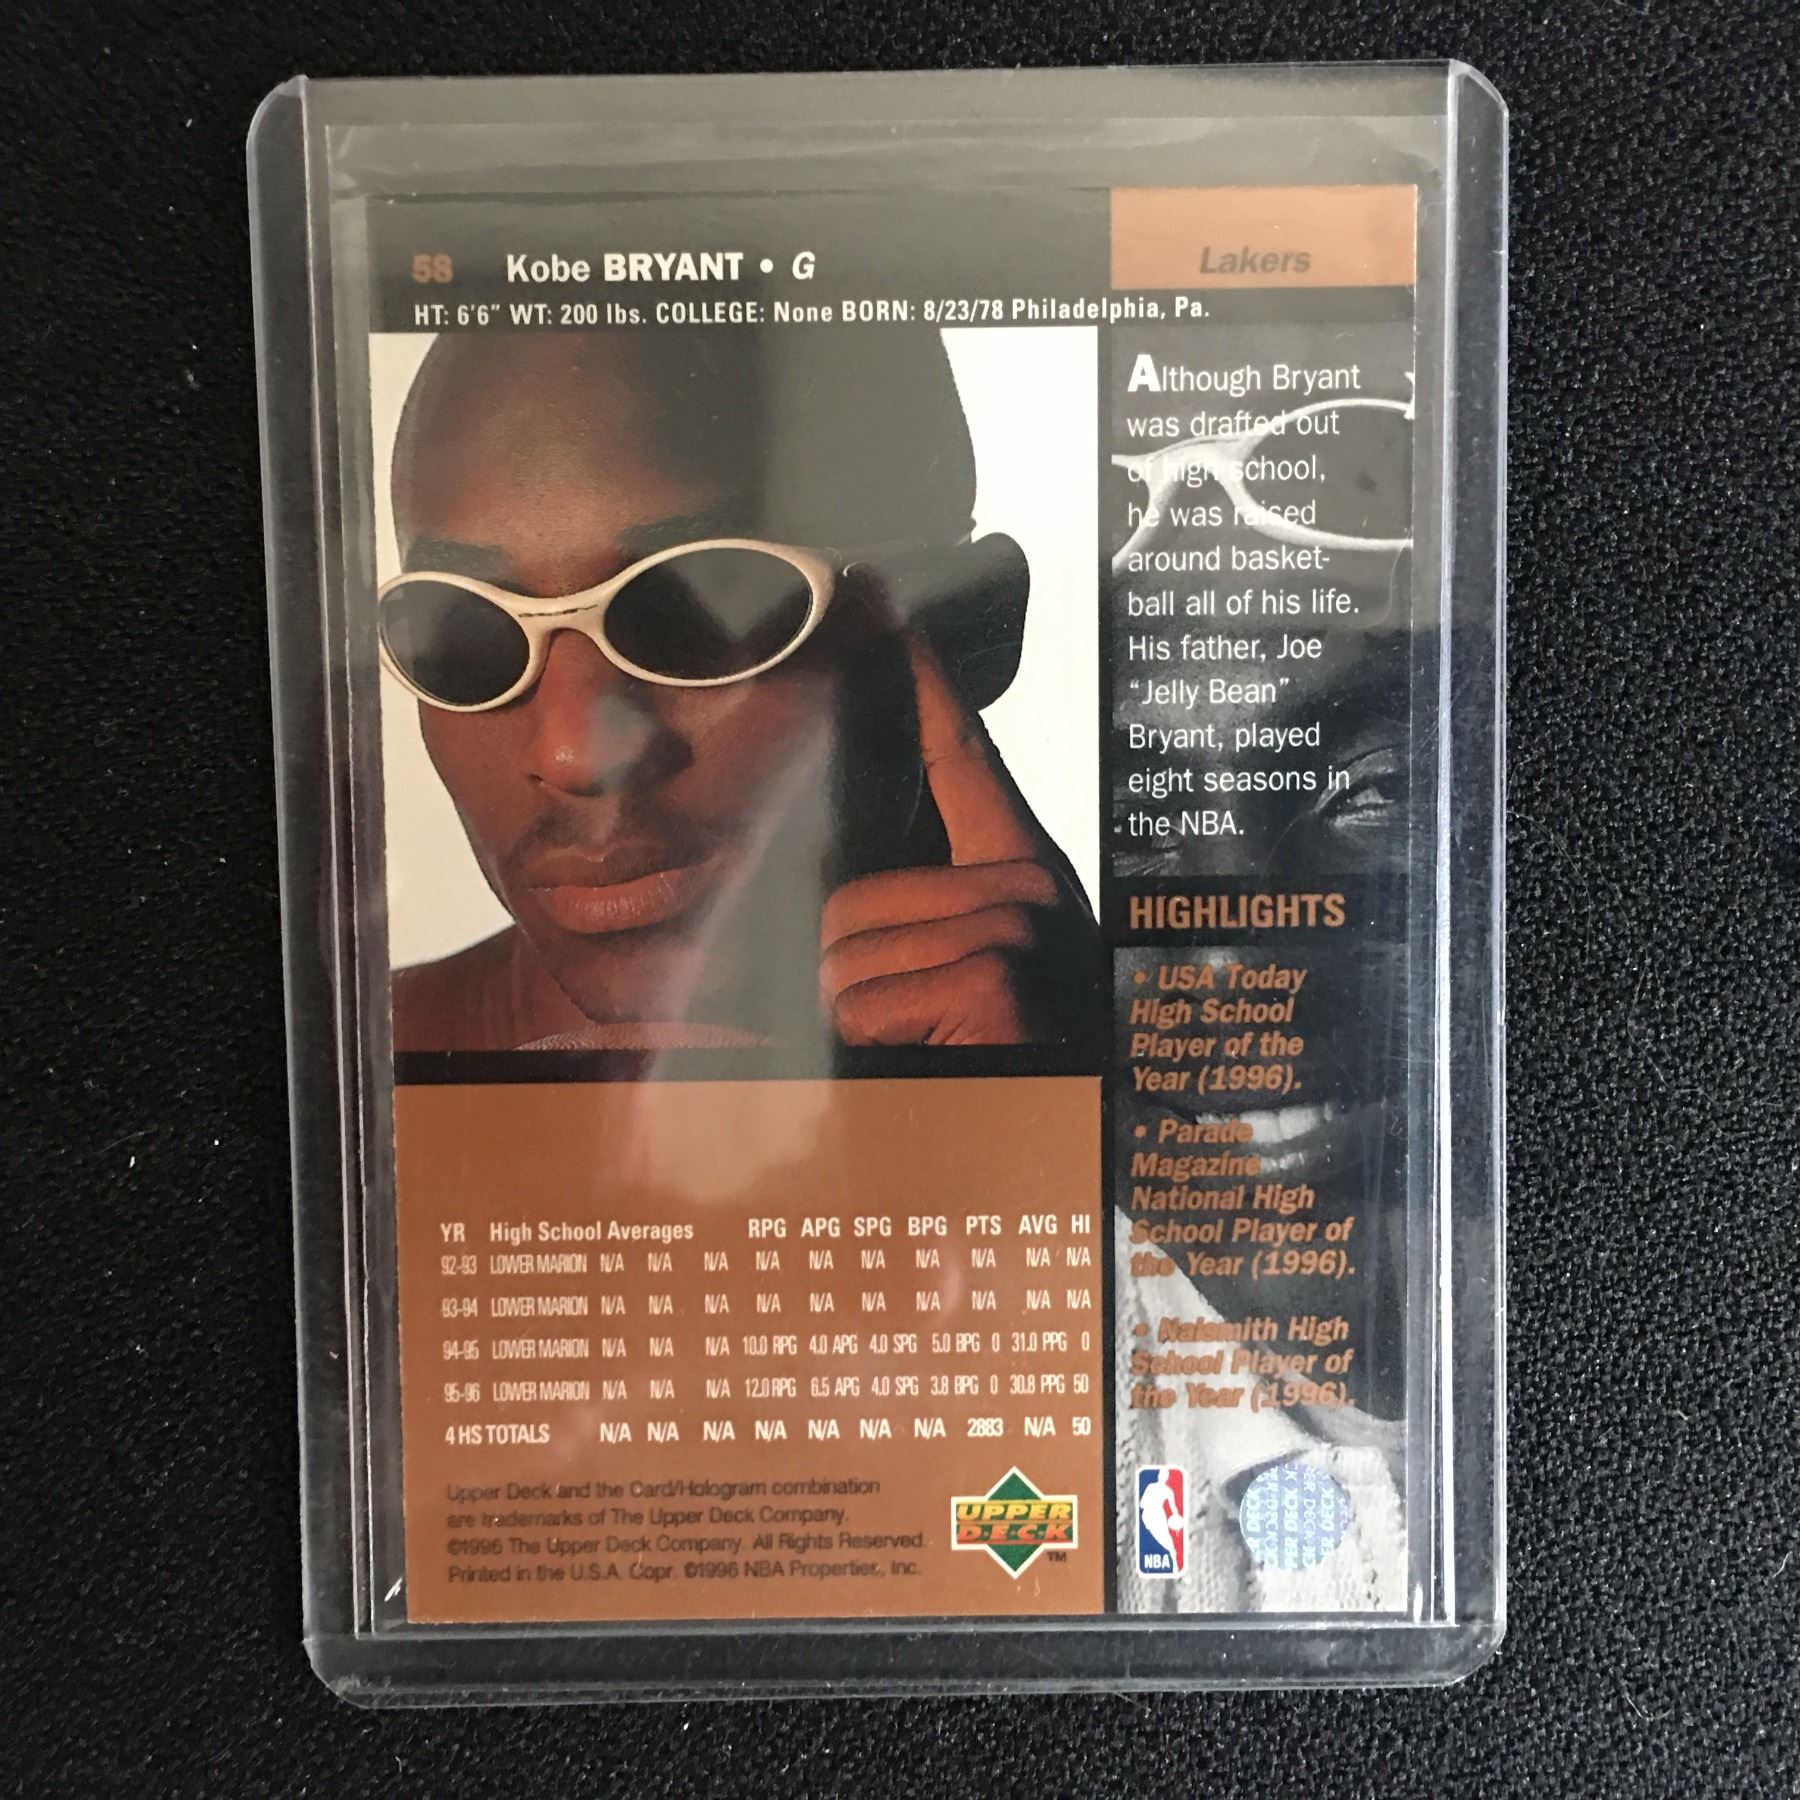 58 Kobe BRYANT • G
Lakers
HT: 6'6" WT: 200 lbs. COLLEGE: None BORN: 8/23/78 Philadelphia, Pa.
Although Bryant
was drafted out
of high school,
he was raised
around basket-
ball all of his life.
His father, Joe
“Jelly Bean”
Bryant, played
eight seasons in
the NBA.
HIGHLIGHTS
• USA Today
High School
Player of the
Year (1996).
• Parade
Magazine
National High
School Player of
the Year (1996).
• Naismith High
School Player of
the Year (1996).
YR High School Averages RPG APG SPG BPG PTS AVG HI
92-93 LOWER MARION N/A N/A N/A N/A N/A N/A N/A N/A N/A N/A
93-94 LOWER MARION N/A N/A N/A N/A N/A N/A N/A N/A N/A N/A
94-95 LOWER MARION N/A N/A N/A 10.0 RPG 4.0 APG 4.0 SPG 5.0 BPG 0 31.0 PPG 0
95-96 LOWER MARION N/A N/A N/A 12.0 RPG 6.5 APG 4.0 SPG 3.8 BPG 0 30.8 PPG 50
4 HS TOTALS N/A N/A N/A N/A N/A N/A N/A 2883 N/A 50
Upper Deck and the Card/Hologram combination
are trademarks of The Upper Deck Company.
©1996 The Upper Deck Company. All Rights Reserved.
Printed in the U.S.A. Copr. ©1996 NBA Properties, Inc.
UPPER
DECK
TM
NBA
UPPER DECK